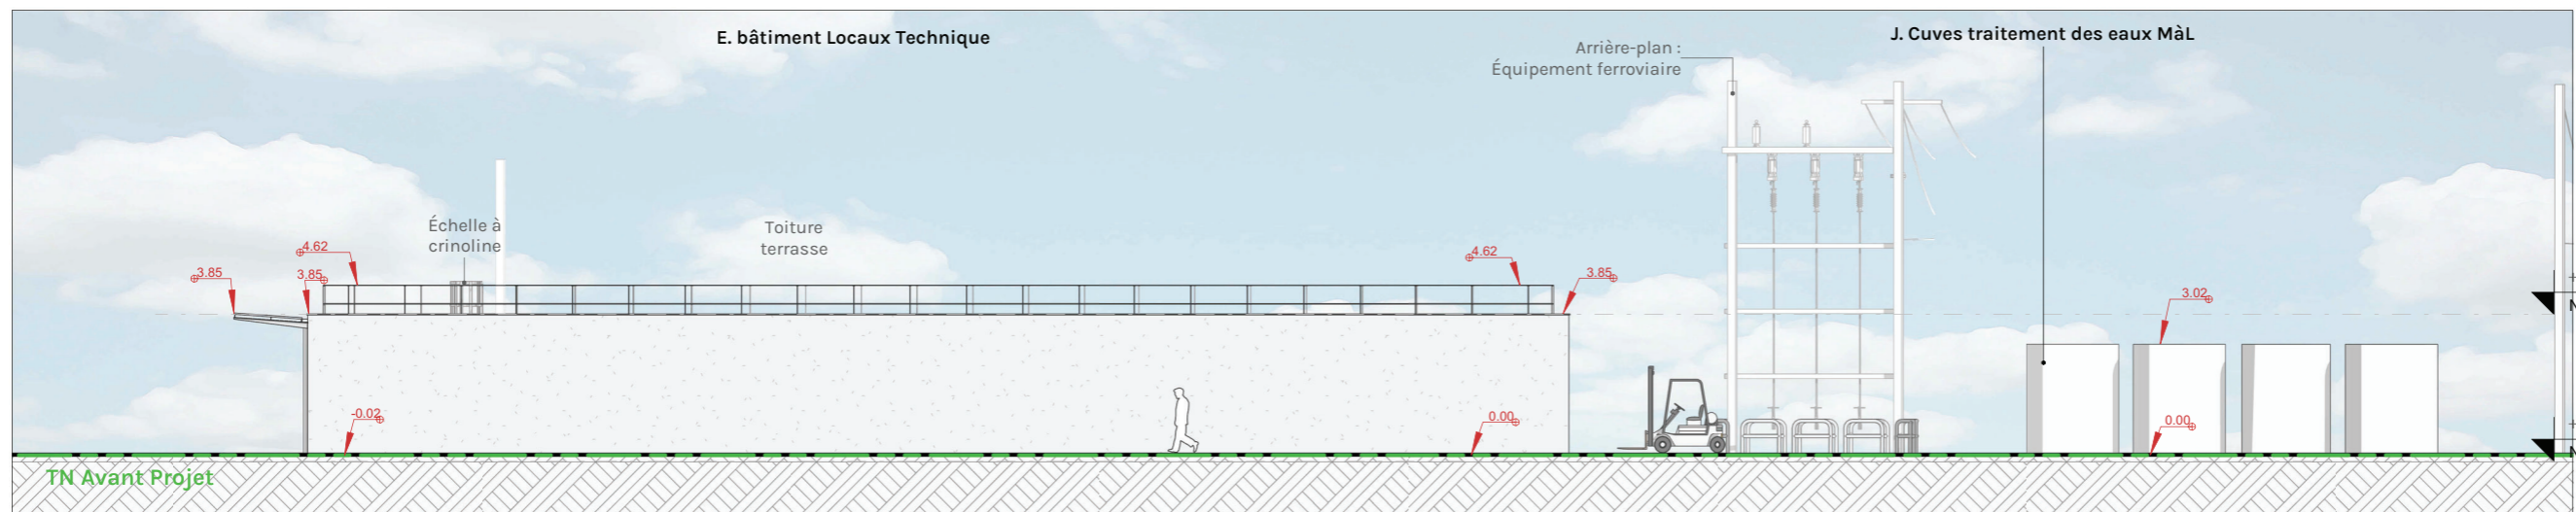 E. bâtiment Locaux Technique
J. Cuves traitement des eaux MàL
Arrière-plan :
Équipement ferroviaire
Échelle à
crinoline
Toiture
terrasse
4.62
3.85
3.85
4.62
3.85
3.02
-0.02
0.00
0.00
TN Avant Projet